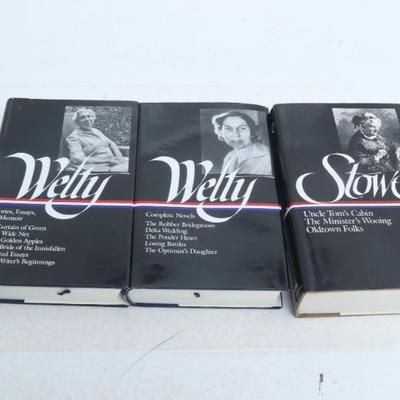 Welty
ories, Essays,
Memoir
Curtain of Green
Wide Net
Golden Apples
Bride of the Innisfallen
ted Essays
Writer's Beginnings
Welty
Complete Novels
The Robber Bridegroom
Delta Wedding
The Ponder Heart
Losing Battles
The Optimist's Daughter
Stowe
Uncle Tom's Cabin
The Minister's Wooing
Oldtown Folks